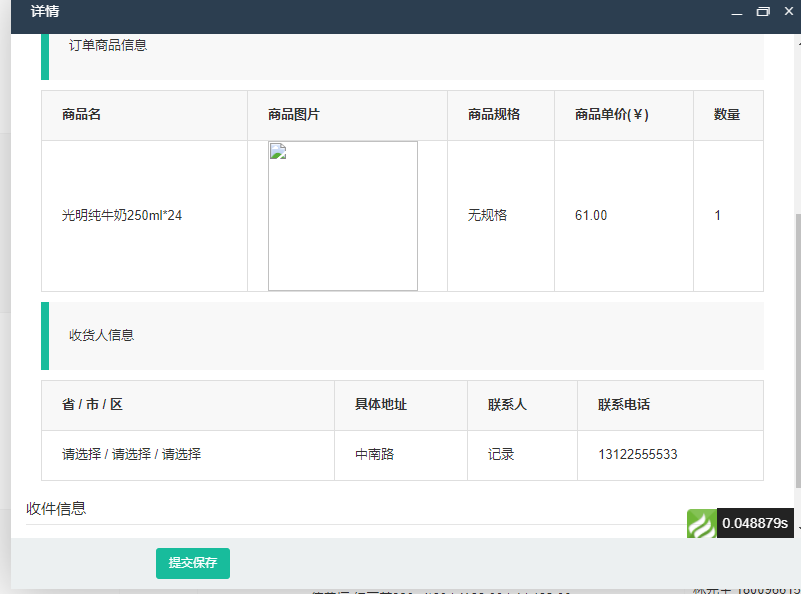 详情
订单商品信息
商品名 商品图片 商品规格 商品单价(￥) 数量
光明纯牛奶250ml*24 无规格 61.00 1
收货人信息
省 / 市 / 区 具体地址 联系人 联系电话
请选择 / 请选择 / 请选择 中南路 记录 13122555533
收件信息
0.048879s
提交保存